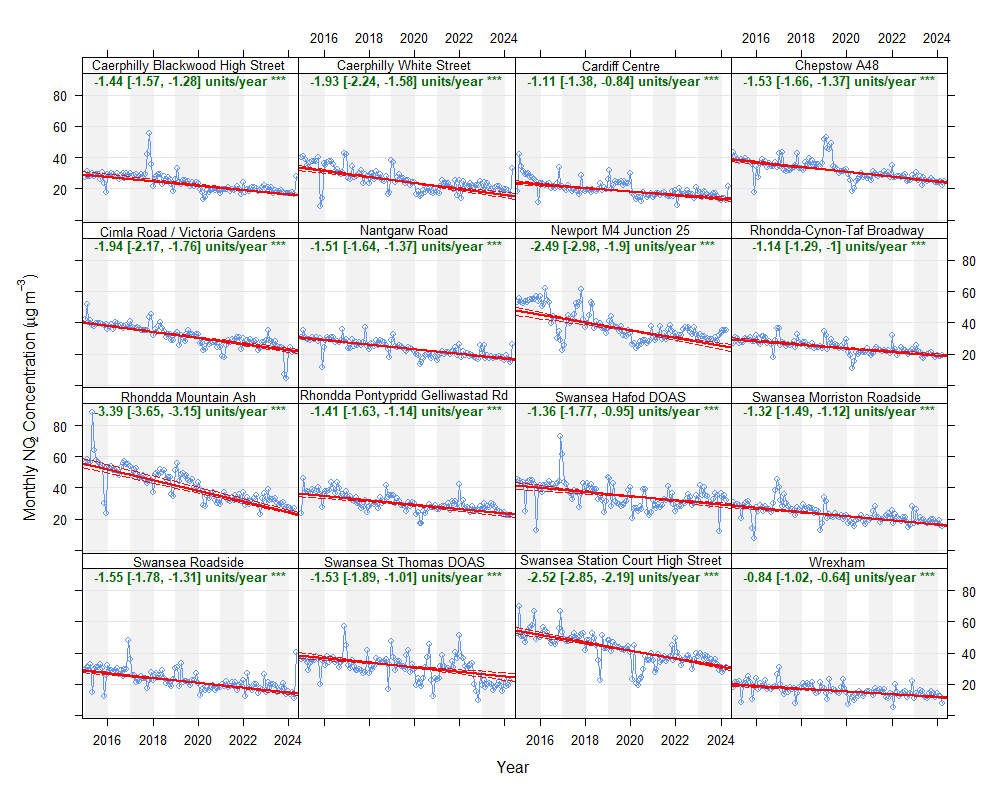 2016 2018 2020 2022 2024
Caerphilly Blackwood High Street Caerphilly White Street Cardiff Centre Chepstow A48
-1.44 [-1.57, -1.28] units/year *** -1.93 [-2.24, -1.58] units/year *** -1.11 [-1.38, -0.84] units/year *** -1.53 [-1.66, -1.37] units/year ***
80
60
40
20
Cimla Road / Victoria Gardens Nantgarw Road Newport M4 Junction 25 Rhondda-Cynon-Taf Broadway
-1.94 [-2.17, -1.76] units/year *** -1.51 [-1.64, -1.37] units/year *** -2.49 [-2.98, -1.9] units/year *** -1.14 [-1.29, -1] units/year ***
80
60
40
20
Rhondda Mountain Ash Rhondda Pontypridd Gelliwastad Rd Swansea Hafod DOAS Swansea Morriston Roadside
-3.39 [-3.65, -3.15] units/year *** -1.41 [-1.63, -1.14] units/year *** -1.36 [-1.77, -0.95] units/year *** -1.32 [-1.49, -1.12] units/year ***
80
60
40
20
Swansea Roadside Swansea St Thomas DOAS Swansea Station Court High Street Wrexham
-1.55 [-1.78, -1.31] units/year *** -1.53 [-1.89, -1.01] units/year *** -2.52 [-2.85, -2.19] units/year *** -0.84 [-1.02, -0.64] units/year ***
80
60
40
20
2016 2018 2020 2022 2024 2016 2018 2020 2022 2024
Year
Monthly NO₂ Concentration (µg m⁻³)
2016 2018 2020 2022 2024